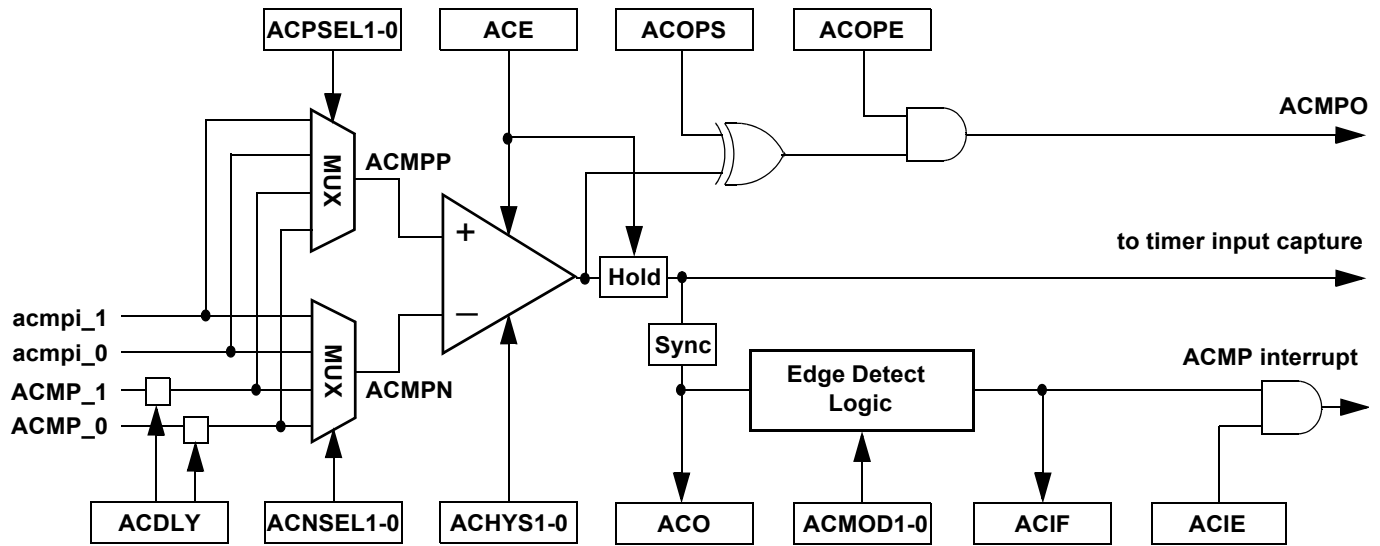 ACPSEL1-0 ACE ACOPS ACOPE
ACMPO
MUX
ACMPP
+
to timer input capture
Hold
acmpi_1
acmpi_0
ACMP_1
ACMP_0
MUX
−
ACMPN
Sync
Edge Detect
Logic
ACMP interrupt
ACDLY ACNSEL1-0 ACHYS1-0 ACO ACMOD1-0 ACIF ACIE